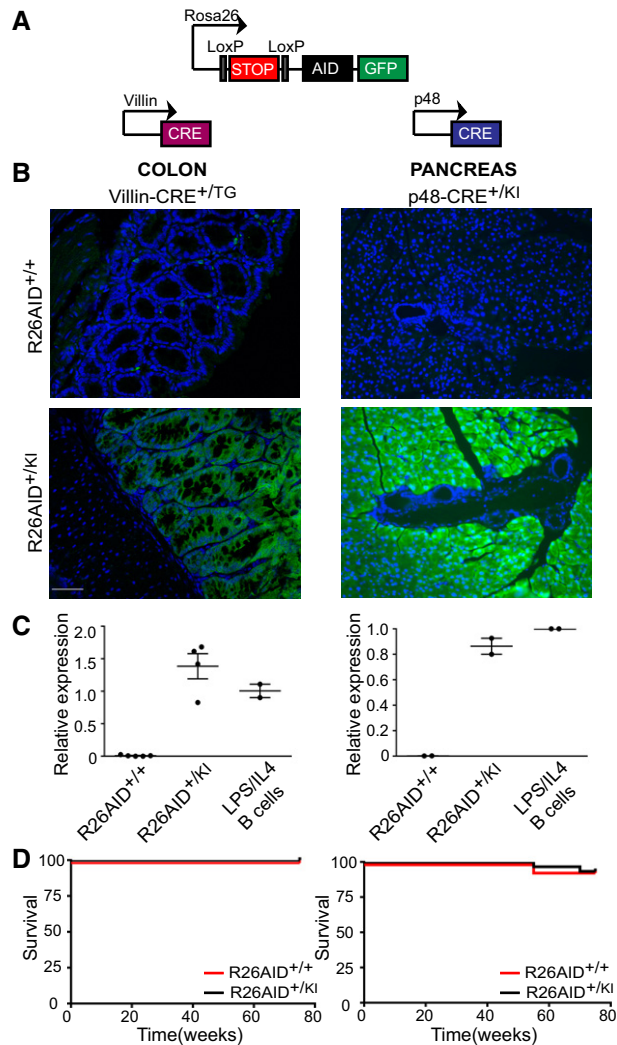 A
Rosa26
LoxP LoxP
STOP AID GFP
Villin
CRE
p48
CRE
B
COLON
Villin-CRE+/TG
PANCREAS
p48-CRE+/KI
R26AID+/+
R26AID+/KI
C
Relative expression
2.0
1.5
1.0
0.5
0
R26AID+/+
R26AID+/KI
LPS/IL4
B cells
Relative expression
1.0
0.8
0.6
0.4
0.2
0
R26AID+/+
R26AID+/KI
LPS/IL4
B cells
D
Survival
100
75
50
25
0
0 20 40 60 80
Time(weeks)
R26AID+/+
R26AID+/KI
Survival
100
75
50
25
0
0 20 40 60 80
Time(weeks)
R26AID+/+
R26AID+/KI